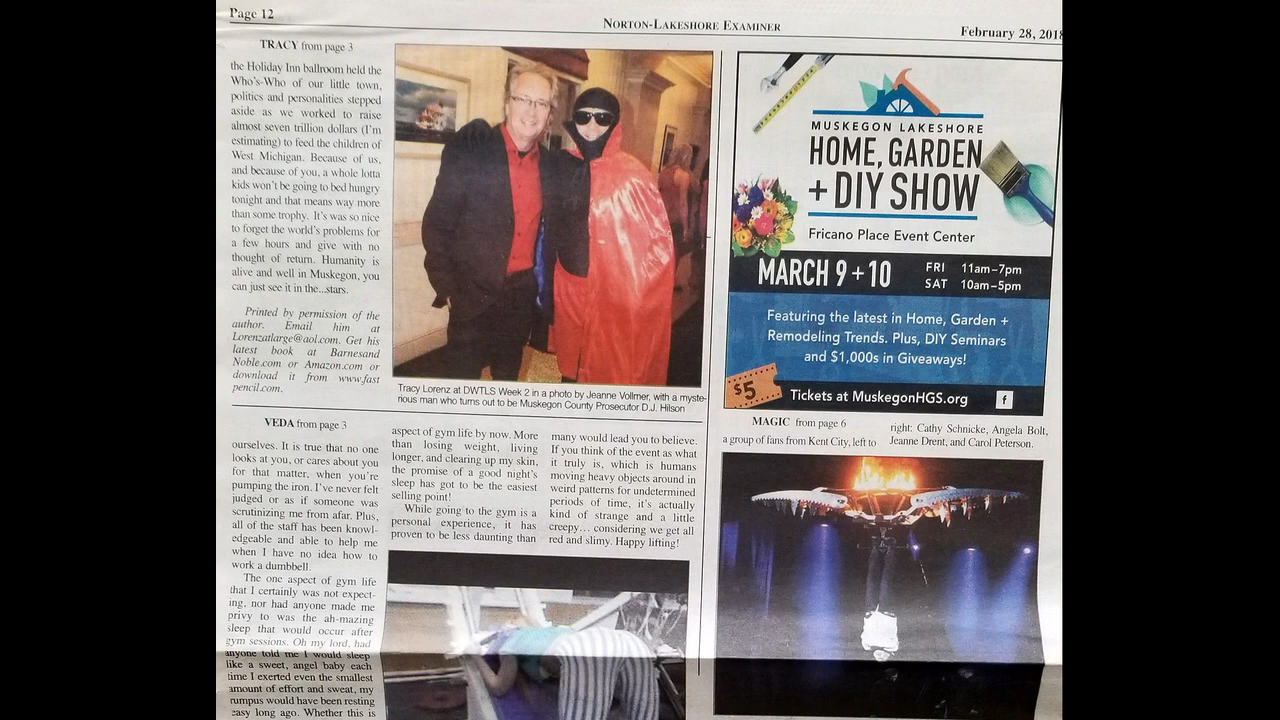 Page 12
NORTON-LAKESHORE EXAMINER
February 28, 2018
TRACY from page 3
the Holiday Inn ballroom held the
Who's-Who of our little town,
politics and personalities stepped
aside as we worked to raise
almost seven trillion dollars (I'm
estimating) to feed the children of
West Michigan. Because of us,
and because of you, a whole lotta
kids won't be going to bed hungry
tonight and that means way more
than some trophy. It's was so nice
to forget the world's problems for
a few hours and give with no
thought of return. Humanity is
alive and well in Muskegon, you
can just see it in the...stars.
Printed by permission of the
author. Email him at
Lorenzatlarge@aol.com. Get his
latest book at Barnesand
Noble.com or Amazon.com or
download it from www.fast
pencil.com.
Tracy Lorenz at DWTLS Week 2 in a photo by Jeanne Vollmer, with a myste-
rious man who turns out to be Muskegon County Prosecutor D.J. Hilson
MUSKEGON LAKESHORE
HOME, GARDEN
+ DIY SHOW
Fricano Place Event Center
MARCH 9 + 10
FRI 11am-7pm
SAT 10am-5pm
Featuring the latest in Home, Garden +
Remodeling Trends. Plus, DIY Seminars
and $1,000s in Giveaways!
$5
Tickets at MuskegonHGS.org
f
VEDA from page 3
ourselves. It is true that no one
looks at you, or cares about you
for that matter, when you're
pumping the iron. I've never felt
judged or as if someone was
scrutinizing me from afar. Plus,
all of the staff has been knowl-
edgeable and able to help me
when I have no idea how to
work a dumbbell.
The one aspect of gym life
that I certainly was not expect-
ing, nor had anyone made me
privy to was the ah-mazing
sleep that would occur after
gym sessions. Oh my lord, had
anyone told me I would sleep
like a sweet, angel baby each
time I exerted even the smallest
amount of effort and sweat, my
rumpus would have been resting
easy long ago. Whether this is
aspect of gym life by now. More
than losing weight, living
longer, and clearing up my skin,
the promise of a good night's
sleep has got to be the easiest
selling point!
While going to the gym is a
personal experience, it has
proven to be less daunting than
many would lead you to believe.
If you think of the event as what
it truly is, which is humans
moving heavy objects around in
weird patterns for undetermined
periods of time, it's actually
kind of strange and a little
creepy... considering we get all
red and slimy. Happy lifting!
MAGIC from page 6
a group of fans from Kent City, left to
right: Cathy Schnicke, Angela Bolt,
Jeanne Drent, and Carol Peterson.